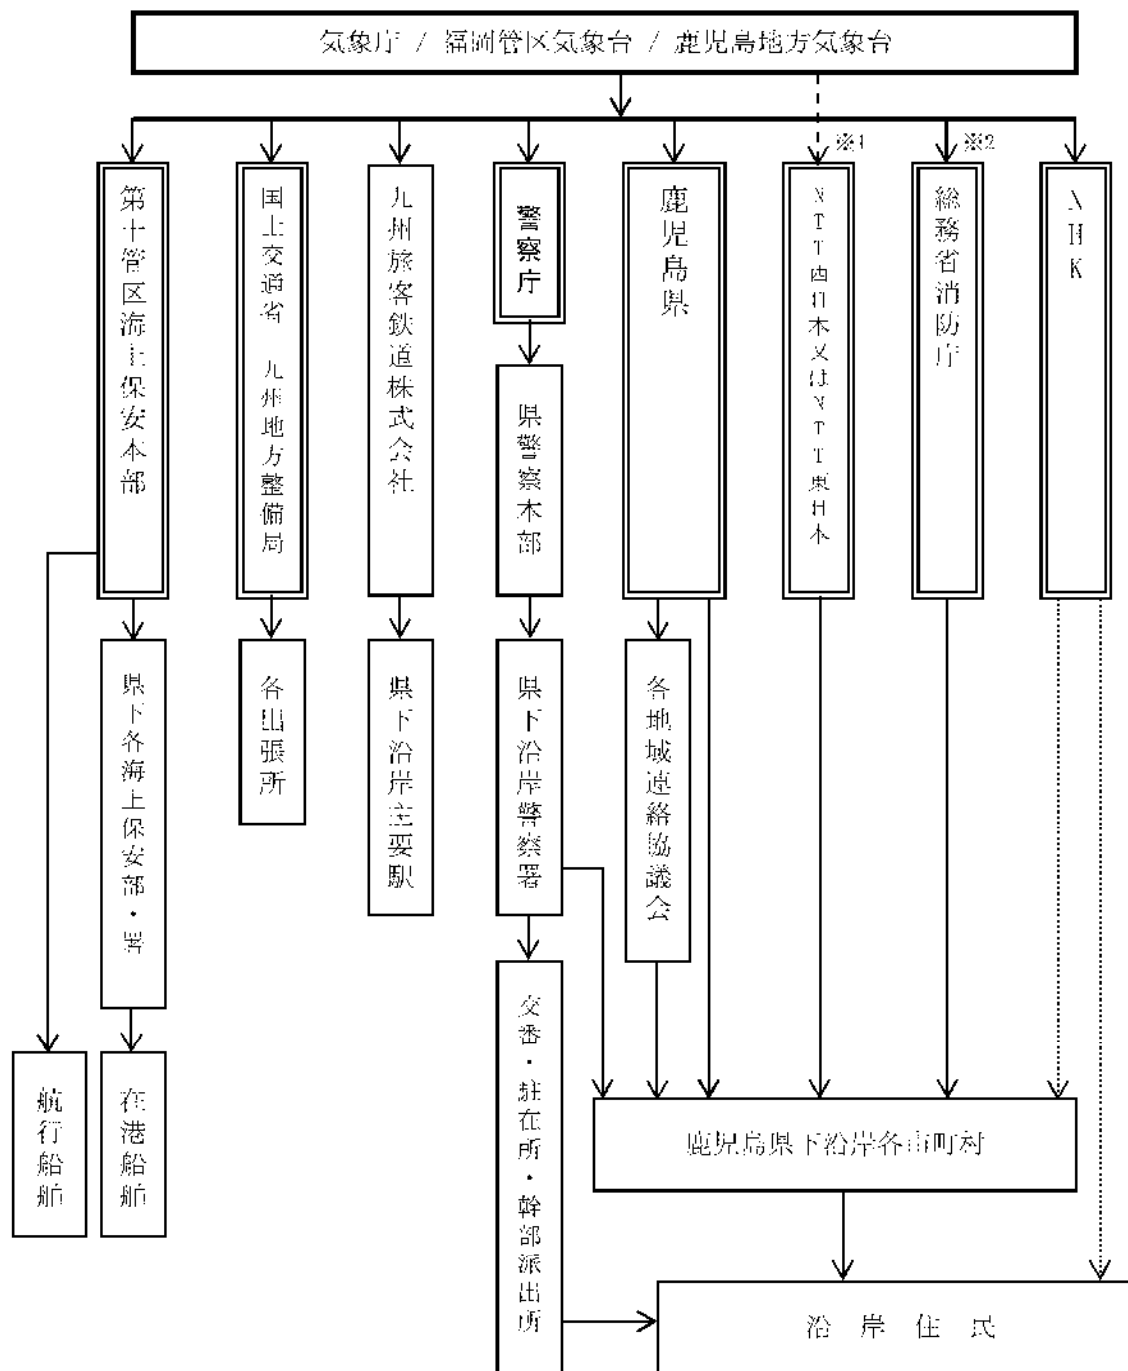 気象庁 / 福岡管区気象台 / 鹿児島地方気象台
※1
※2
第十管区海上保安本部
国土交通省 九州地方整備局
九州旅客鉄道株式会社
警察庁
鹿児島県
NTT西日本又はNTT東日本
総務省消防庁
NHK
県警察本部
県下各海上保安部・署
各出張所
県下沿岸主要駅
県下沿岸警察署
各地域連絡協議会
航行船舶
在港船舶
交番・駐在所・幹部派出所
鹿児島県下沿岸各市町村
沿岸住民